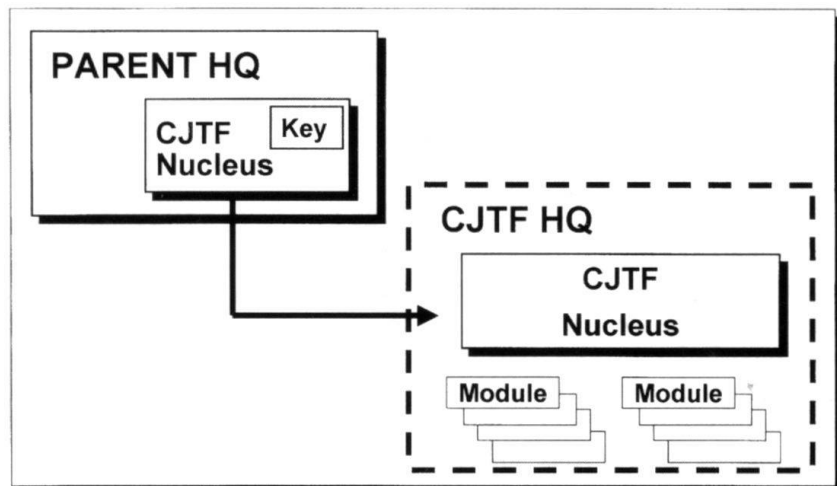 PARENT HQ
CJTF
Nucleus
Key
CJTF HQ
CJTF
Nucleus
Module
Module